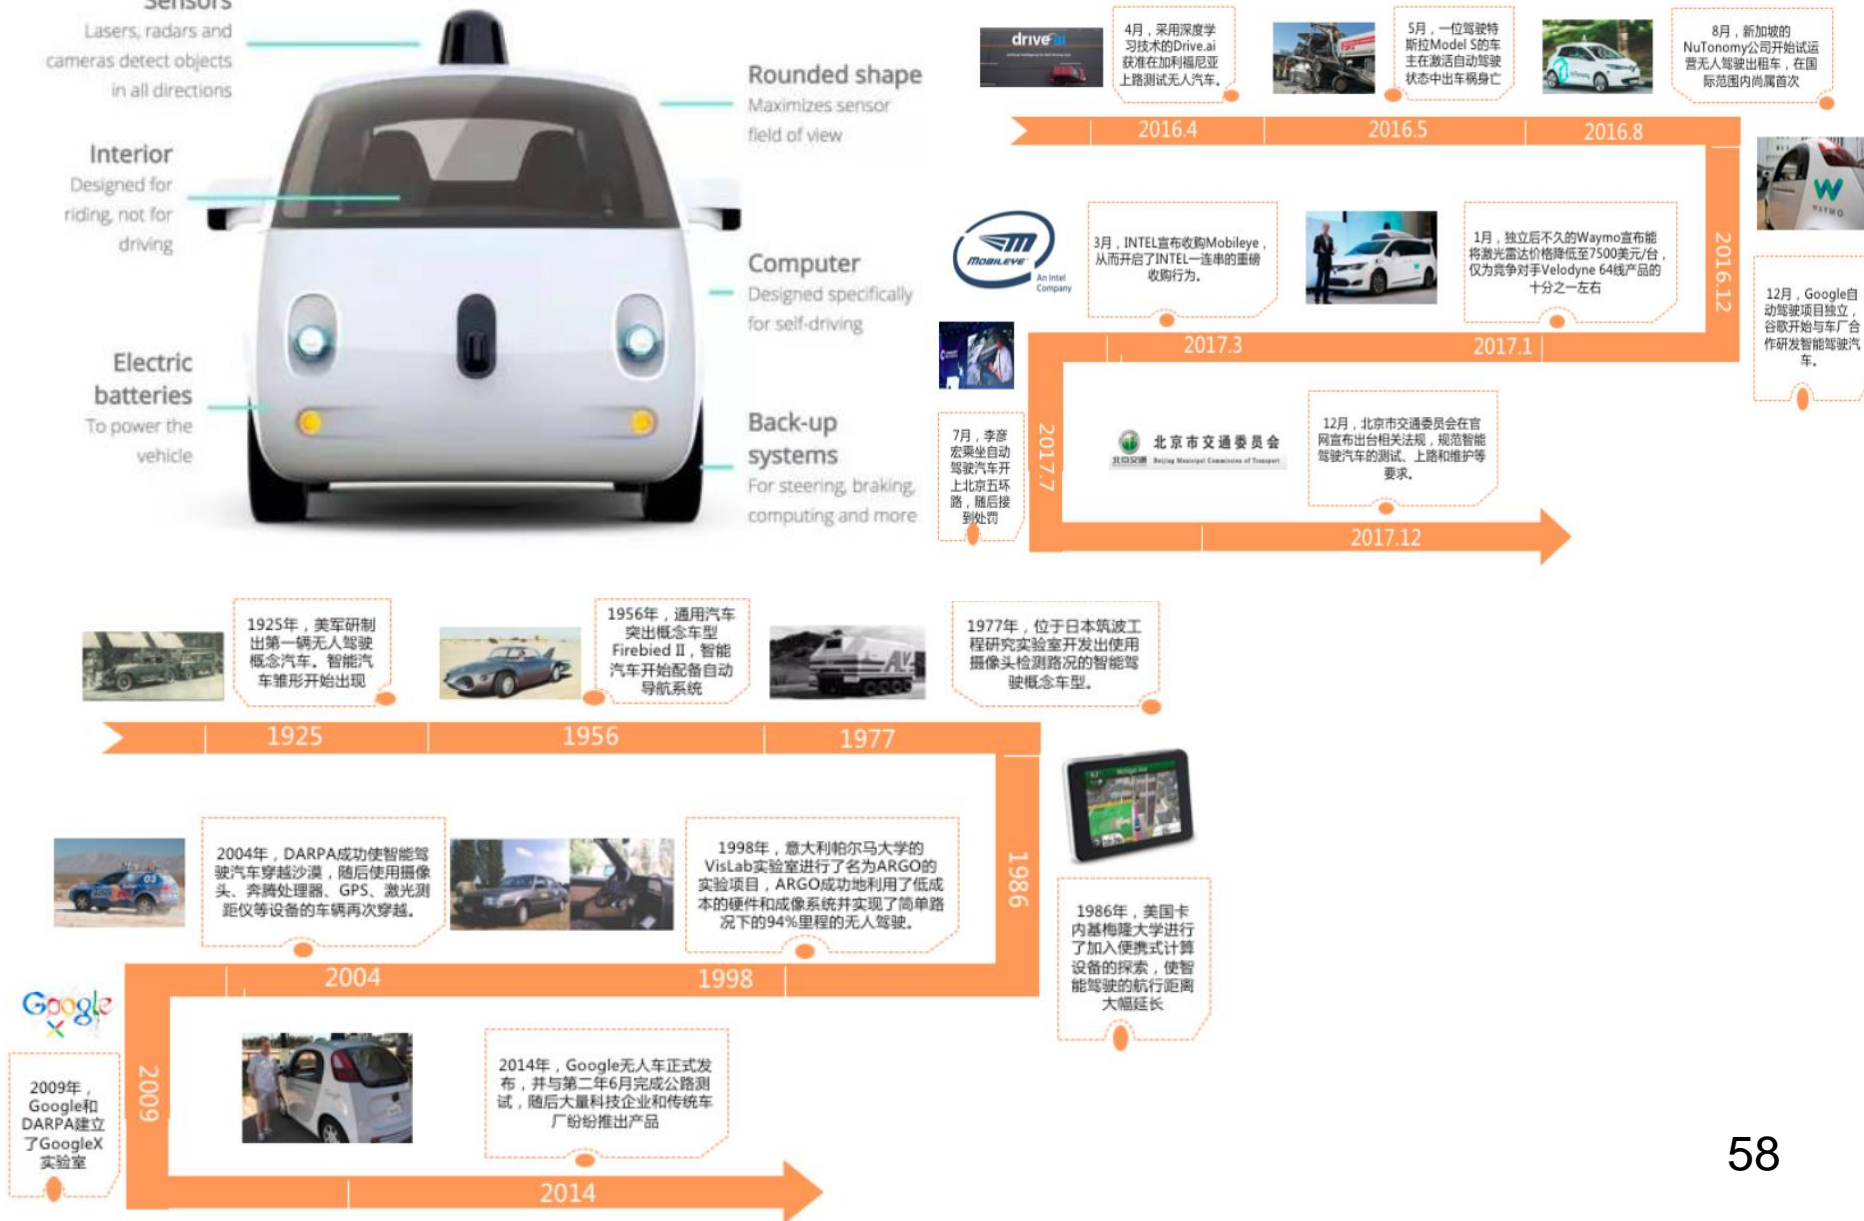 Sensors
Lasers, radars and
cameras detect objects
in all directions
Interior
Designed for
riding, not for
driving
Electric
batteries
To power the
vehicle
Rounded shape
Maximizes sensor
field of view
Computer
Designed specifically
for self-driving
Back-up
systems
For steering, braking,
computing and more
drive.ai
4月，采用深度学
习技术的Drive.ai
获准在加利福尼亚
上路测试无人汽车。
5月，一位驾驶特
斯拉Model S的车
主在激活自动驾驶
状态中出车祸身亡
8月，新加坡的
NuTonomy公司开始试运
营无人驾驶出租车，在国
际范围内尚属首次
2016.4
2016.5
2016.8
WAYMO
2016.12
12月，Google自
动驾驶项目独立，
谷歌开始与车厂合
作研发智能驾驶汽
车。
MOBILEYE
An Intel
Company
3月，INTEL宣布收购Mobileye，
从而开启了INTEL一连串的重磅
收购行为。
1月，独立后不久的Waymo宣布能
将激光雷达价格降低至7500美元/台，
仅为竞争对手Velodyne 64线产品的
十分之一左右
2017.3
2017.1
7月，李彦
宏乘坐自动
驾驶汽车开
上北京五环
路，随后接
到处罚
2017.7
北京交通
北京市交通委员会
Beijing Municipal Commission of Transport
12月，北京市交通委员会在官
网宣布出台相关法规，规范智能
驾驶汽车的测试、上路和维护等
要求。
2017.12
1925年，美军研制
出第一辆无人驾驶
概念汽车。智能汽
车雏形开始出现
1956年，通用汽车
突出概念车型
Firebied II，智能
汽车开始配备自动
导航系统
ALV
1977年，位于日本筑波工
程研究实验室开发出使用
摄像头检测路况的智能驾
驶概念车型。
1925
1956
1977
1986
1986年，美国卡
内基梅隆大学进行
了加入便携式计算
设备的探索，使智
能驾驶的航行距离
大幅延长
03
2004年，DARPA成功使智能驾
驶汽车穿越沙漠，随后使用摄像
头、奔腾处理器、GPS、激光测
距仪等设备的车辆再次穿越。
1998年，意大利帕尔马大学的
VisLab实验室进行了名为ARGO的
实验项目，ARGO成功地利用了低成
本的硬件和成像系统并实现了简单路
况下的94%里程的无人驾驶。
2004
1998
Google
X
2009年，
Google和
DARPA建立
了GoogleX
实验室
2009
2014年，Google无人车正式发
布，并与第二年6月完成公路测
试，随后大量科技企业和传统车
厂纷纷推出产品
2014
58